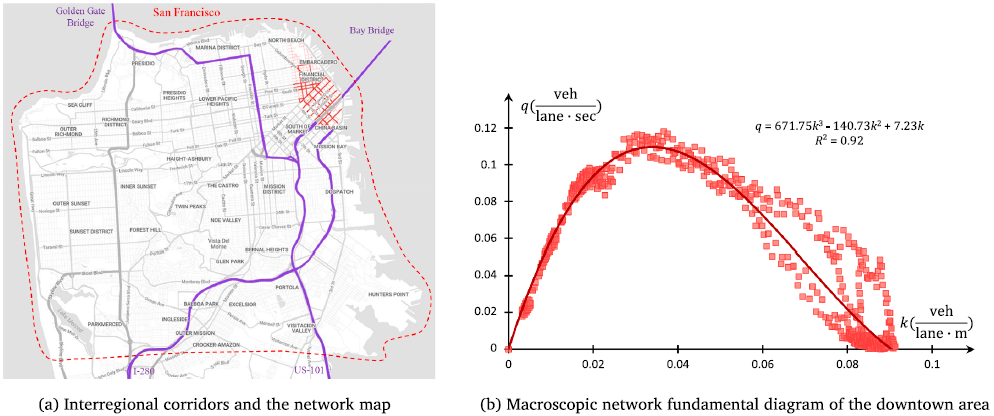 Golden Gate
Bridge
San Francisco
Bay Bridge
NORTH BEACH
MARINA DISTRICT
EMBARCADERO
PRESIDIO
FINANCIAL
DISTRICT
PRESIDIO
HEIGHTS
LOWER PACIFIC
HEIGHTS
SEA CLIFF
RICHMOND
DISTRICT
OUTER
RICHMOND
SOUTH OF
MARKET
CHINA BASIN
MISSION BAY
HAIGHT-ASHBURY
INNER SUNSET
THE CASTRO
MISSION
DISTRICT
DOGPATCH
OUTER SUNSET
TWIN PEAKS
NOE VALLEY
SUNSET DISTRICT
FOREST HILL
Vista Del
Monte
BERNAL HEIGHTS
GLEN PARK
PORTOLA
HUNTERS POINT
BALBOA PARK
EXCELSIOR
INGLESIDE
PARKMERCED
OUTER MISSION
VISITACION
VALLEY
CROCKER-AMAZON
I-280
US-101
(a) Interregional corridors and the network map
q(veh
lane · sec)
q = 671.75k³ - 140.73k² + 7.23k
R² = 0.92
0.12
0.1
0.08
0.06
0.04
0.02
0
k(veh
lane · m)
0 0.02 0.04 0.06 0.08 0.1
(b) Macroscopic network fundamental diagram of the downtown area